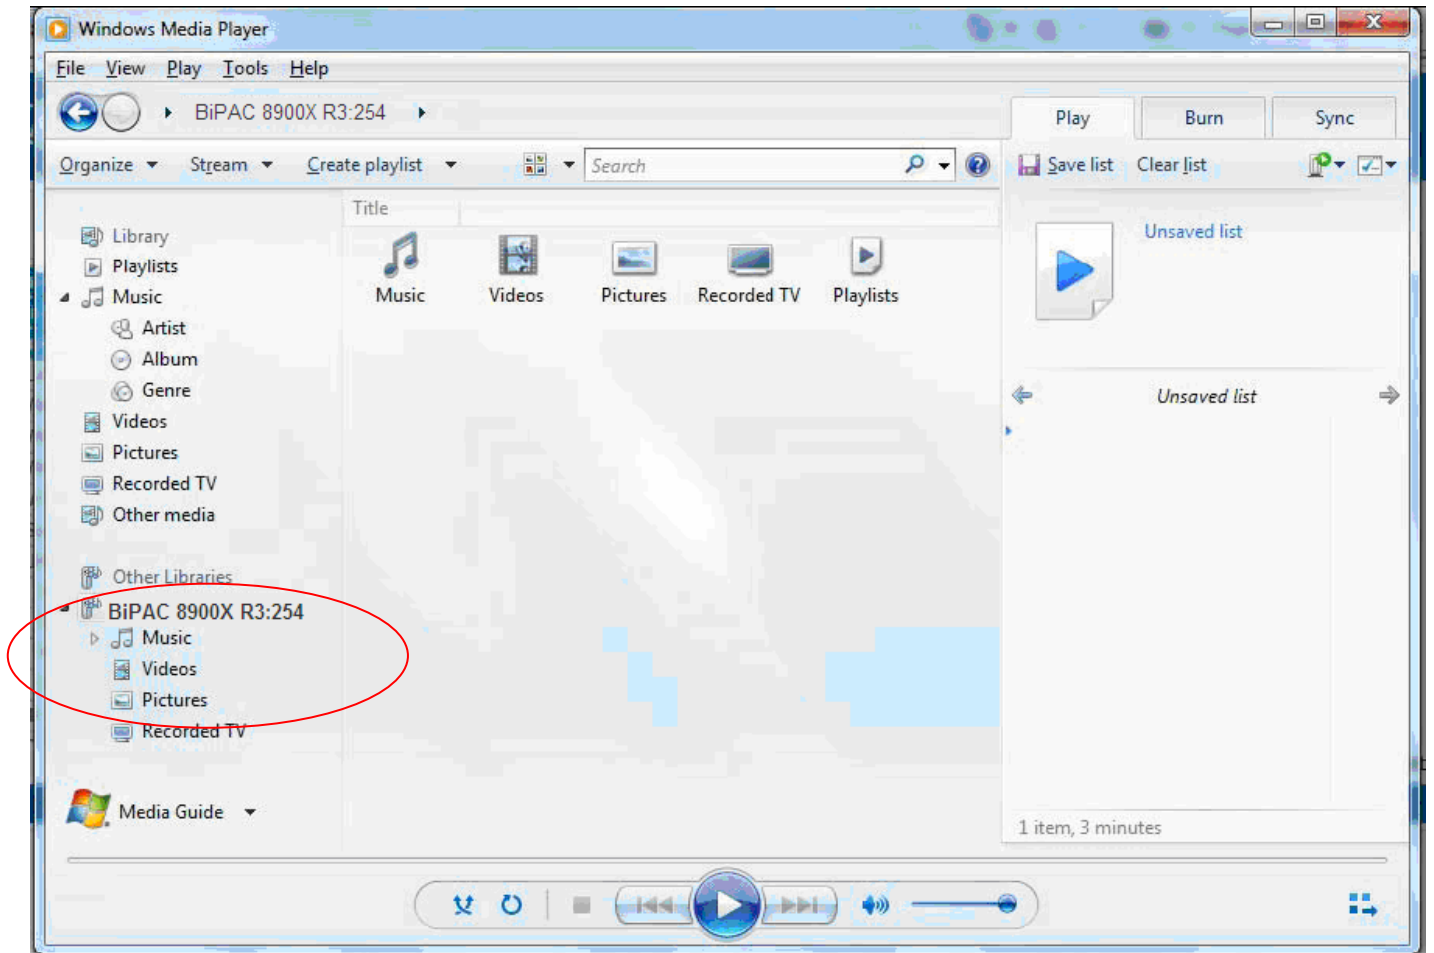 Windows Media Player
File View Play Tools Help
BiPAC 8900X R3:254
Play Burn Sync
Organize Stream Create playlist Search Save list Clear list
Title
Library
Playlists
Music
Artist
Album
Genre
Videos
Pictures
Recorded TV
Other media
Other Libraries
BiPAC 8900X R3:254
Music
Videos
Pictures
Recorded TV
Media Guide
Music Videos Pictures Recorded TV Playlists
Unsaved list
Unsaved list
1 item, 3 minutes